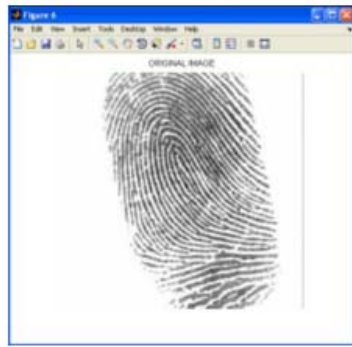 Figure 6
File Edit View Insert Tools Desktop Window Help
ORIGINAL IMAGE